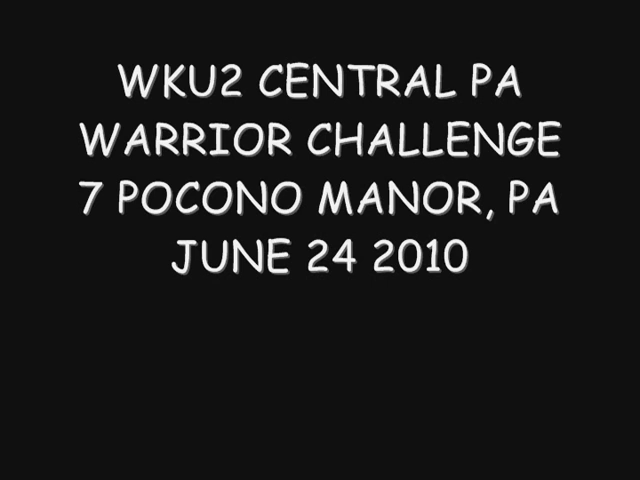 WKU2 CENTRAL PA
WARRIOR CHALLENGE
7 POCONO MANOR, PA
JUNE 24 2010